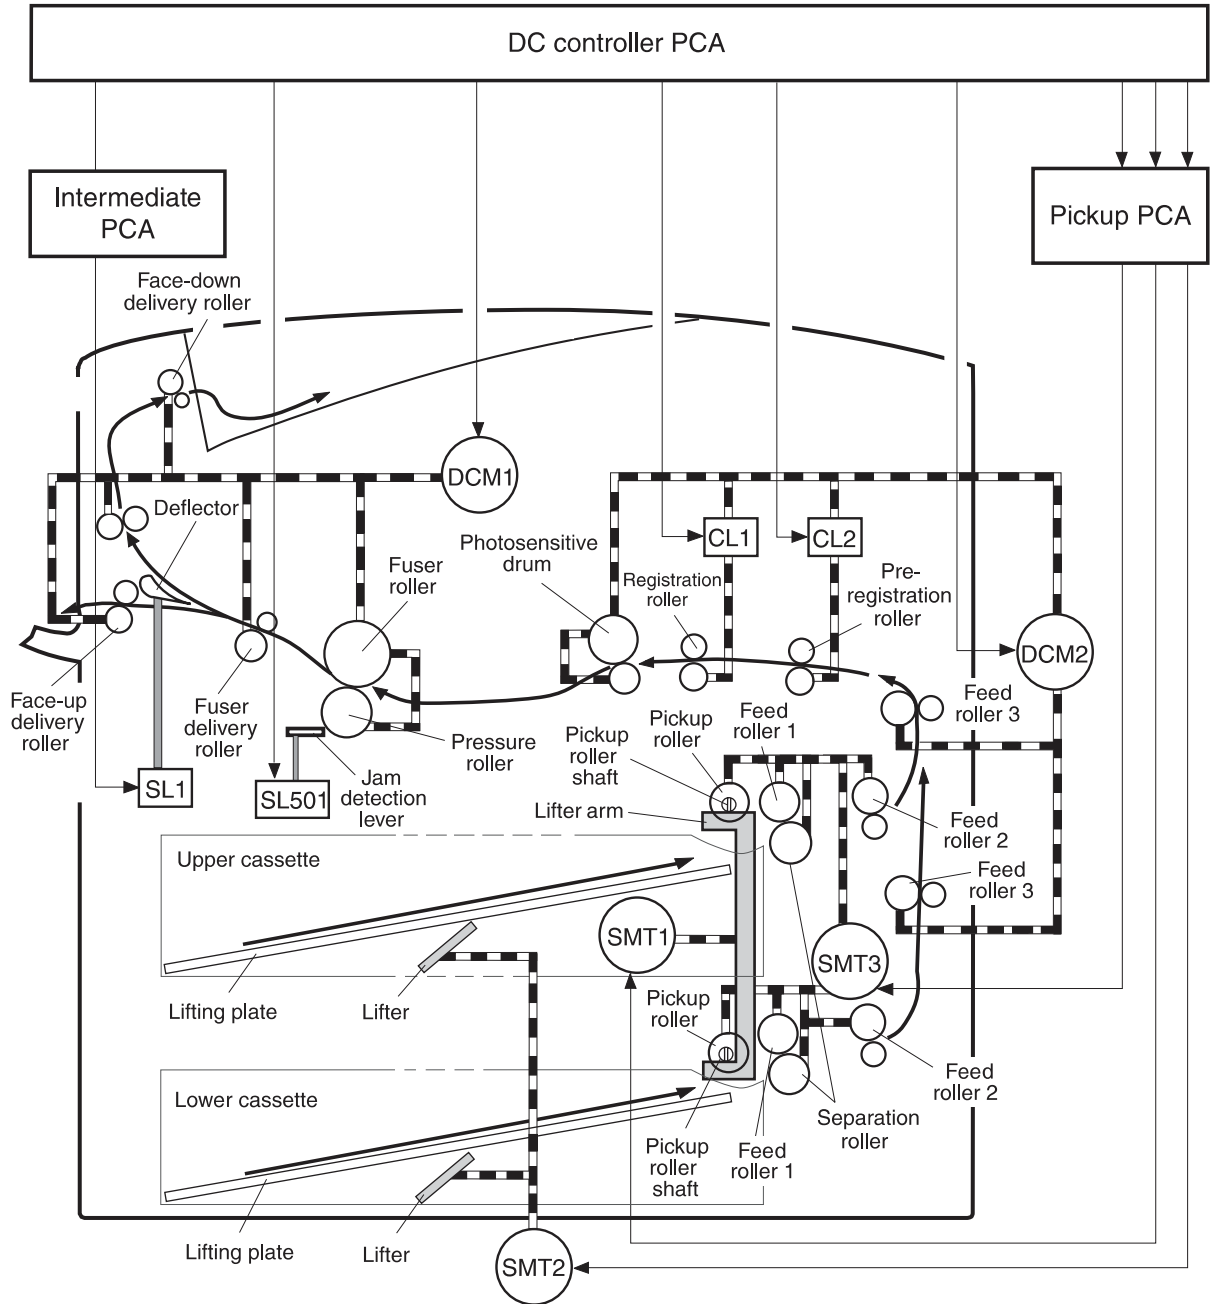 DC controller PCA
Intermediate
PCA
Pickup PCA
Face-down
delivery roller
DCM1
Deflector
Fuser
roller
Photosensitive
drum
CL1
CL2
Registration
roller
Pre-
registration
roller
DCM2
Face-up
delivery
roller
Fuser
delivery
roller
Pressure
roller
Pickup
roller
shaft
Pickup
roller
Feed
roller 1
Feed
roller 3
SL1
SL501
Jam
detection
lever
Lifter arm
Feed
roller 2
Upper cassette
Feed
roller 3
SMT1
SMT3
Lifting plate
Lifter
Pickup
roller
Feed
roller 2
Lower cassette
Separation
roller
Pickup
roller
shaft
Feed
roller 1
Lifting plate
Lifter
SMT2